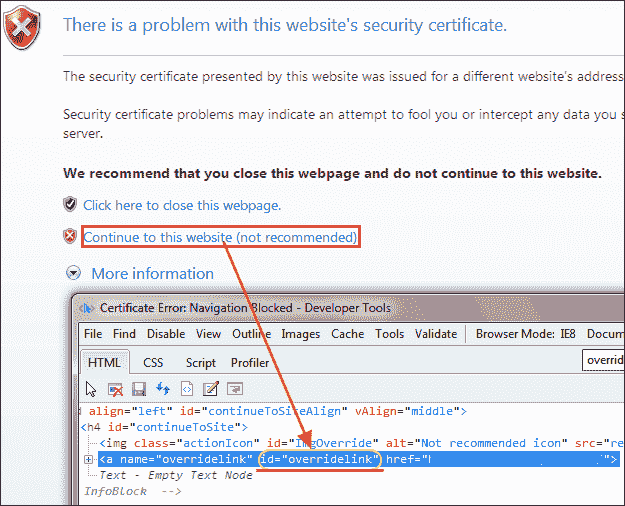 There is a problem with this website's security certificate.
The security certificate presented by this website was issued for a different website's address
Security certificate problems may indicate an attempt to fool you or intercept any data you s
server.
We recommend that you close this webpage and do not continue to this website.
Click here to close this webpage.
Continue to this website (not recommended).
More information
Certificate Error: Navigation Blocked - Developer Tools
File Find Disable View Outline Images Cache Tools Validate Browser Mode: IE8 Docum
HTML CSS Script Profiler overrid
d align="left" id="continueToSiteAlign" vAlign="middle">
<h4 id="continueToSite">
<img class="actionIcon" id="ImgOverride" alt="Not recommended icon" src="re
<a name="overridelink" id="overridelink" href="h ">
Text - Empty Text Node
InfoBlock -->